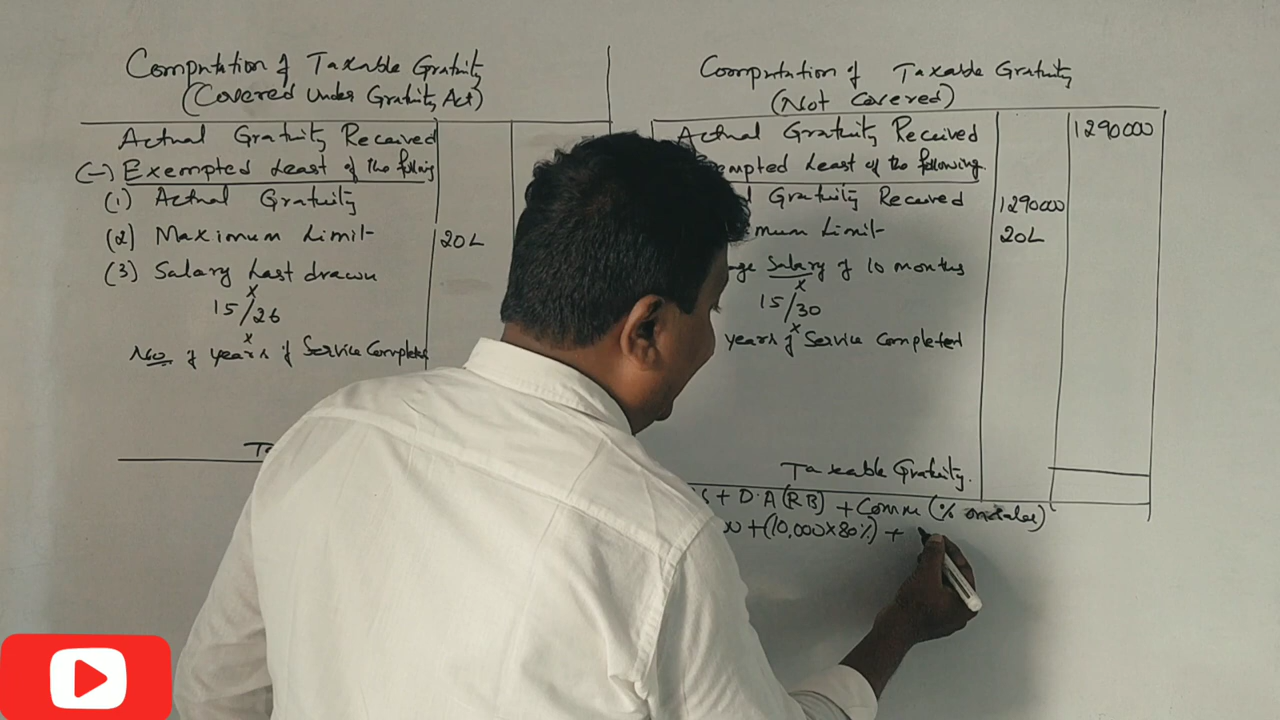 Computation of Taxable Gratuity
(Covered Under Gratuity Act)
Actual Gratuity Received
(-) Exempted Least of the following
(1) Actual Gratuity
(2) Maximum Limit 20L
(3) Salary Last drawn
x
15/26
x
No of years of Service Completed
Computation of Taxable Gratuity
(Not Covered)
Actual Gratuity Received 1290000
empted Least of the following.
Gratuity Received 1290000
mum Limit 20L
age Salary of 10 months
x
15/30
x
years of Service Completed
Taxable Gratuity.
+ D.A (RB) + Comm (% on sales)
+ (10,000x80%) +